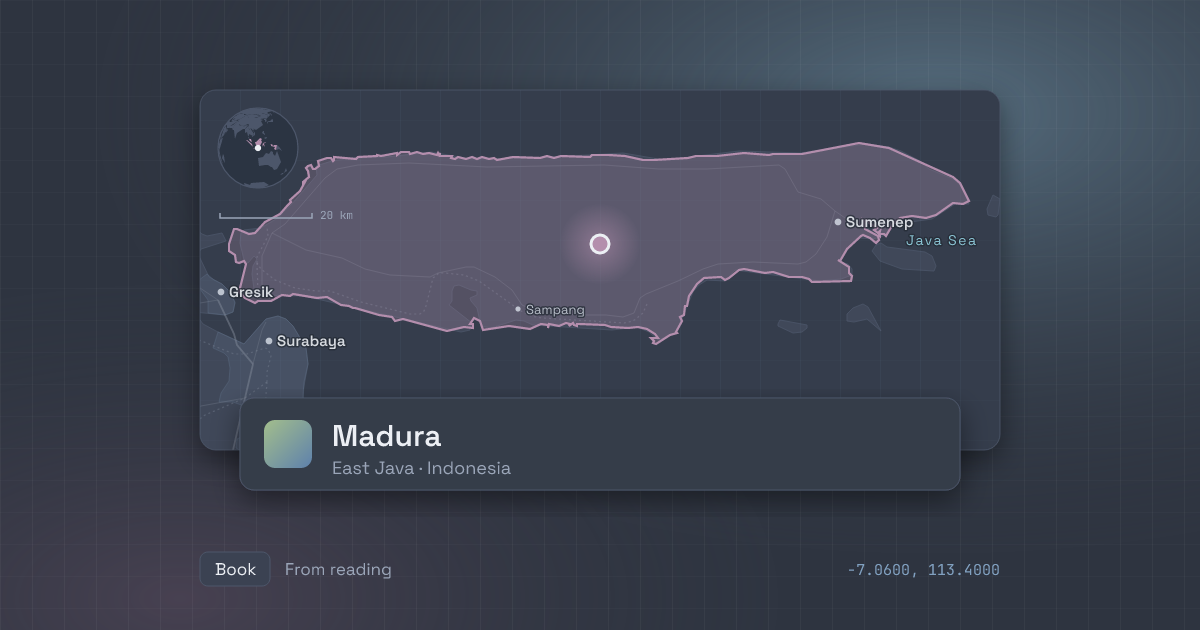 20 km
Sumenep
Java Sea
Gresik
Sampang
Surabaya
Madura
East Java · Indonesia
Book
From reading
-7.0600, 113.4000